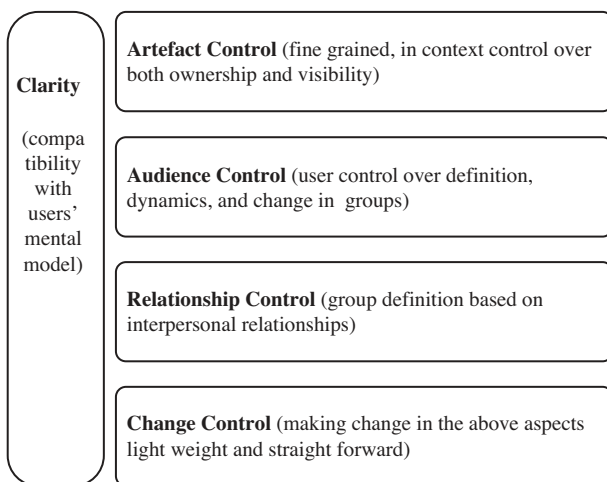 Clarity
(compa
tibility
with
users'
mental
model)
Artefact Control (fine grained, in context control over
both ownership and visibility)
Audience Control (user control over definition,
dynamics, and change in groups)
Relationship Control (group definition based on
interpersonal relationships)
Change Control (making change in the above aspects
light weight and straight forward)